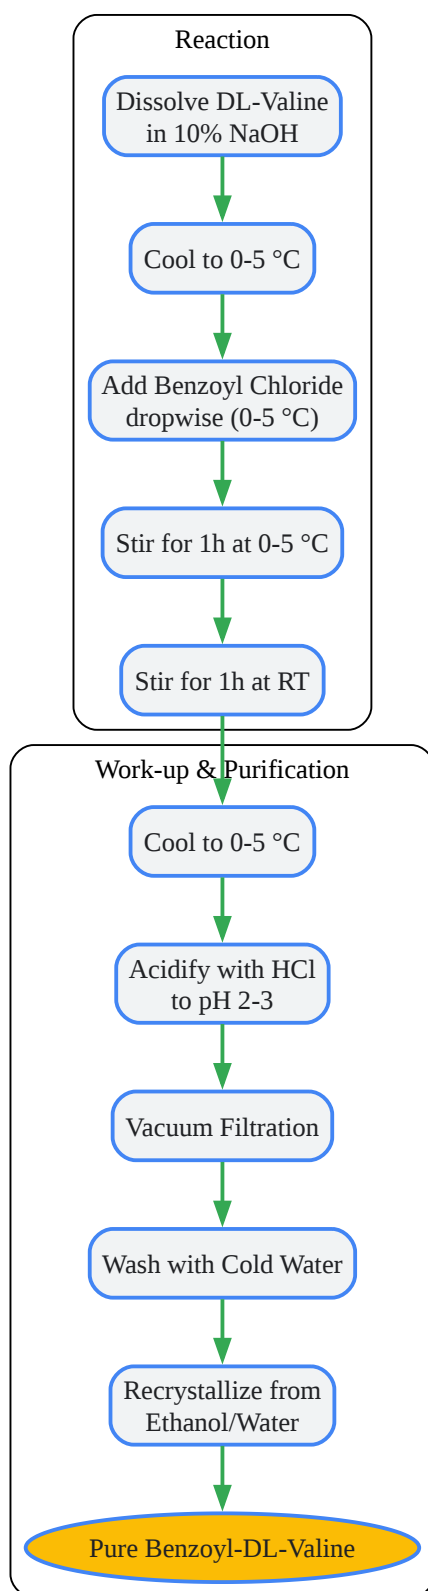 Reaction
Dissolve DL-Valine
in 10% NaOH
Cool to 0-5 °C
Add Benzoyl Chloride
dropwise (0-5 °C)
Stir for 1h at 0-5 °C
Stir for 1h at RT
Work-up & Purification
Cool to 0-5 °C
Acidify with HCl
to pH 2-3
Vacuum Filtration
Wash with Cold Water
Recrystallize from
Ethanol/Water
Pure Benzoyl-DL-Valine